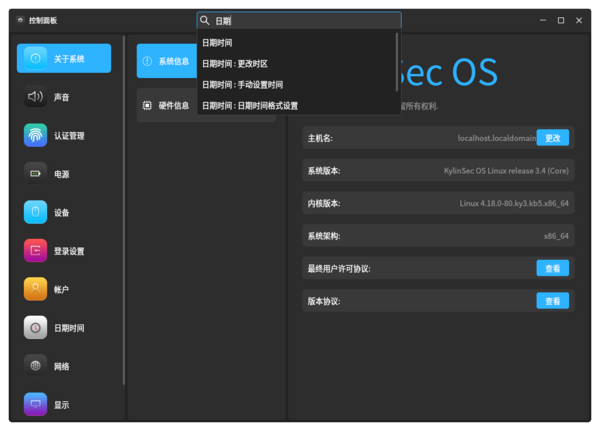 控制面板
日期
日期时间
日期时间 : 更改时区
日期时间 : 手动设置时间
日期时间 : 日期时间格式设置
关于系统
声音
认证管理
电源
设备
登录设置
帐户
日期时间
网络
显示
系统信息
硬件信息
Sec OS
留所有权利.
主机名: localhost.localdomain 更改
系统版本: KylinSec OS Linux release 3.4 (Core)
内核版本: Linux 4.18.0-80.ky3.kb5.x86_64
系统架构: x86_64
最终用户许可协议: 查看
版本协议: 查看